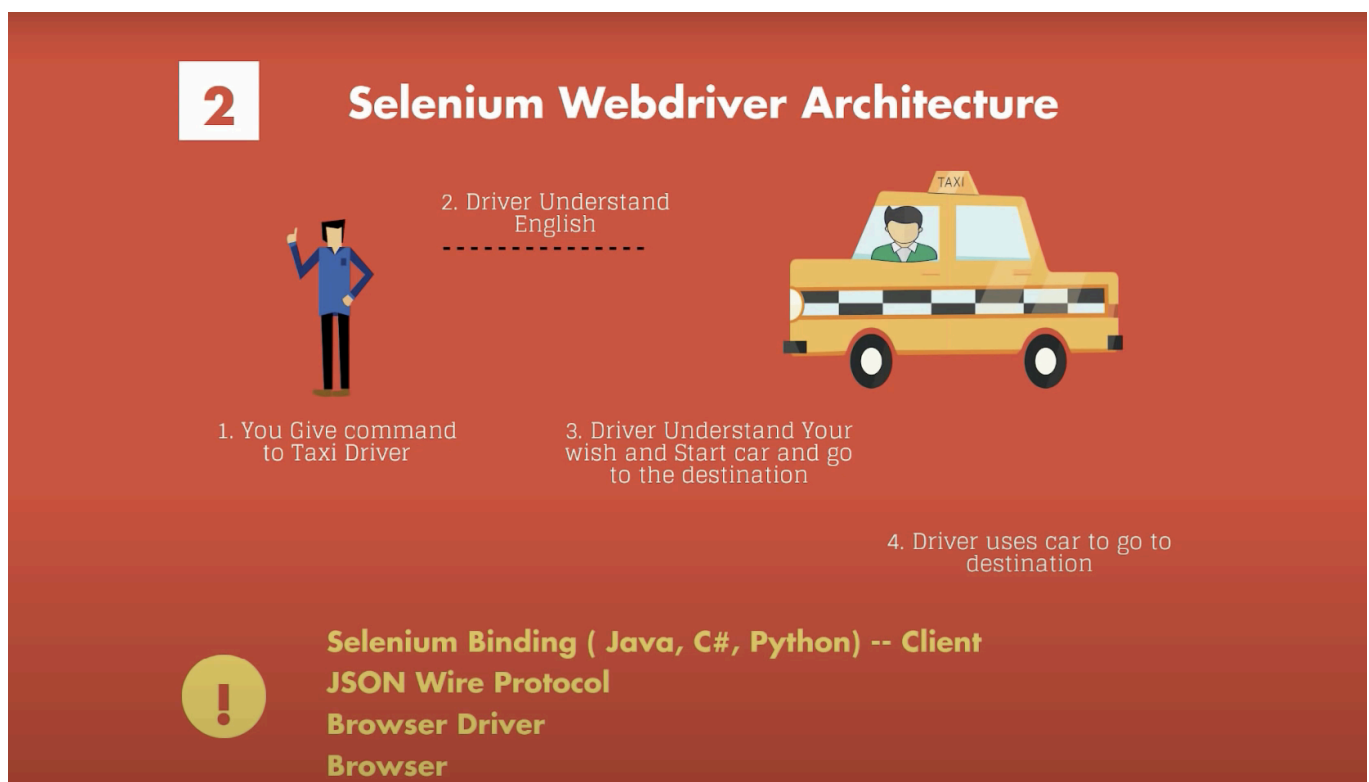 2
Selenium Webdriver Architecture
2. Driver Understand
English
TAXI
1. You Give command
to Taxi Driver
3. Driver Understand Your
wish and Start car and go
to the destination
4. Driver uses car to go to
destination
!
Selenium Binding ( Java, C#, Python) -- Client
JSON Wire Protocol
Browser Driver
Browser